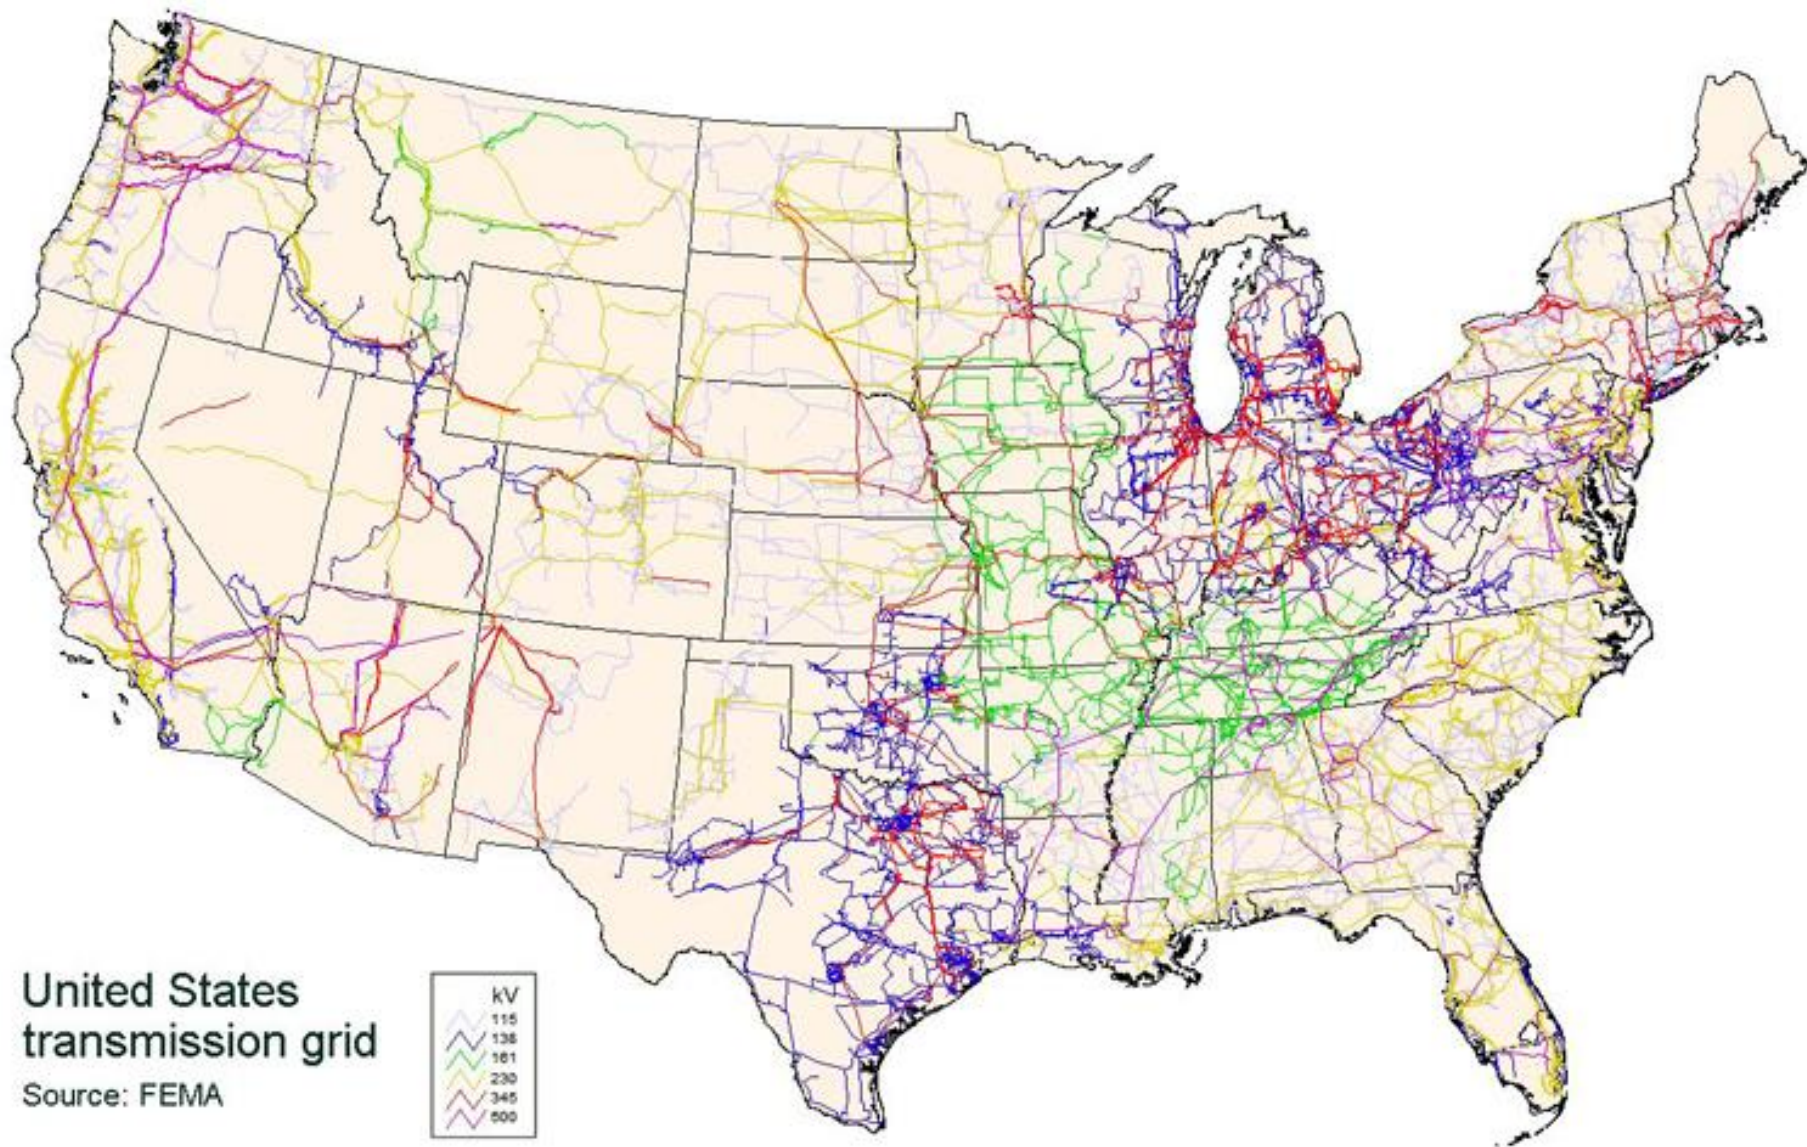 United States
transmission grid
Source: FEMA
kV
115
138
161
230
345
500